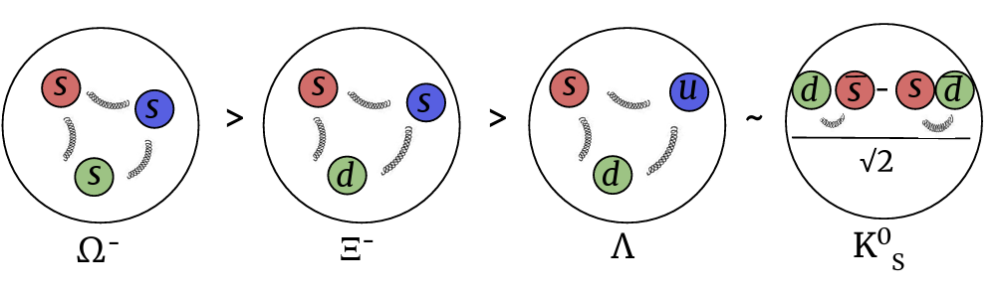 s s s > s s d > s u d ~ d s̅ - s d̅
√2
Ω⁻ Ξ⁻ Λ K⁰ₛ